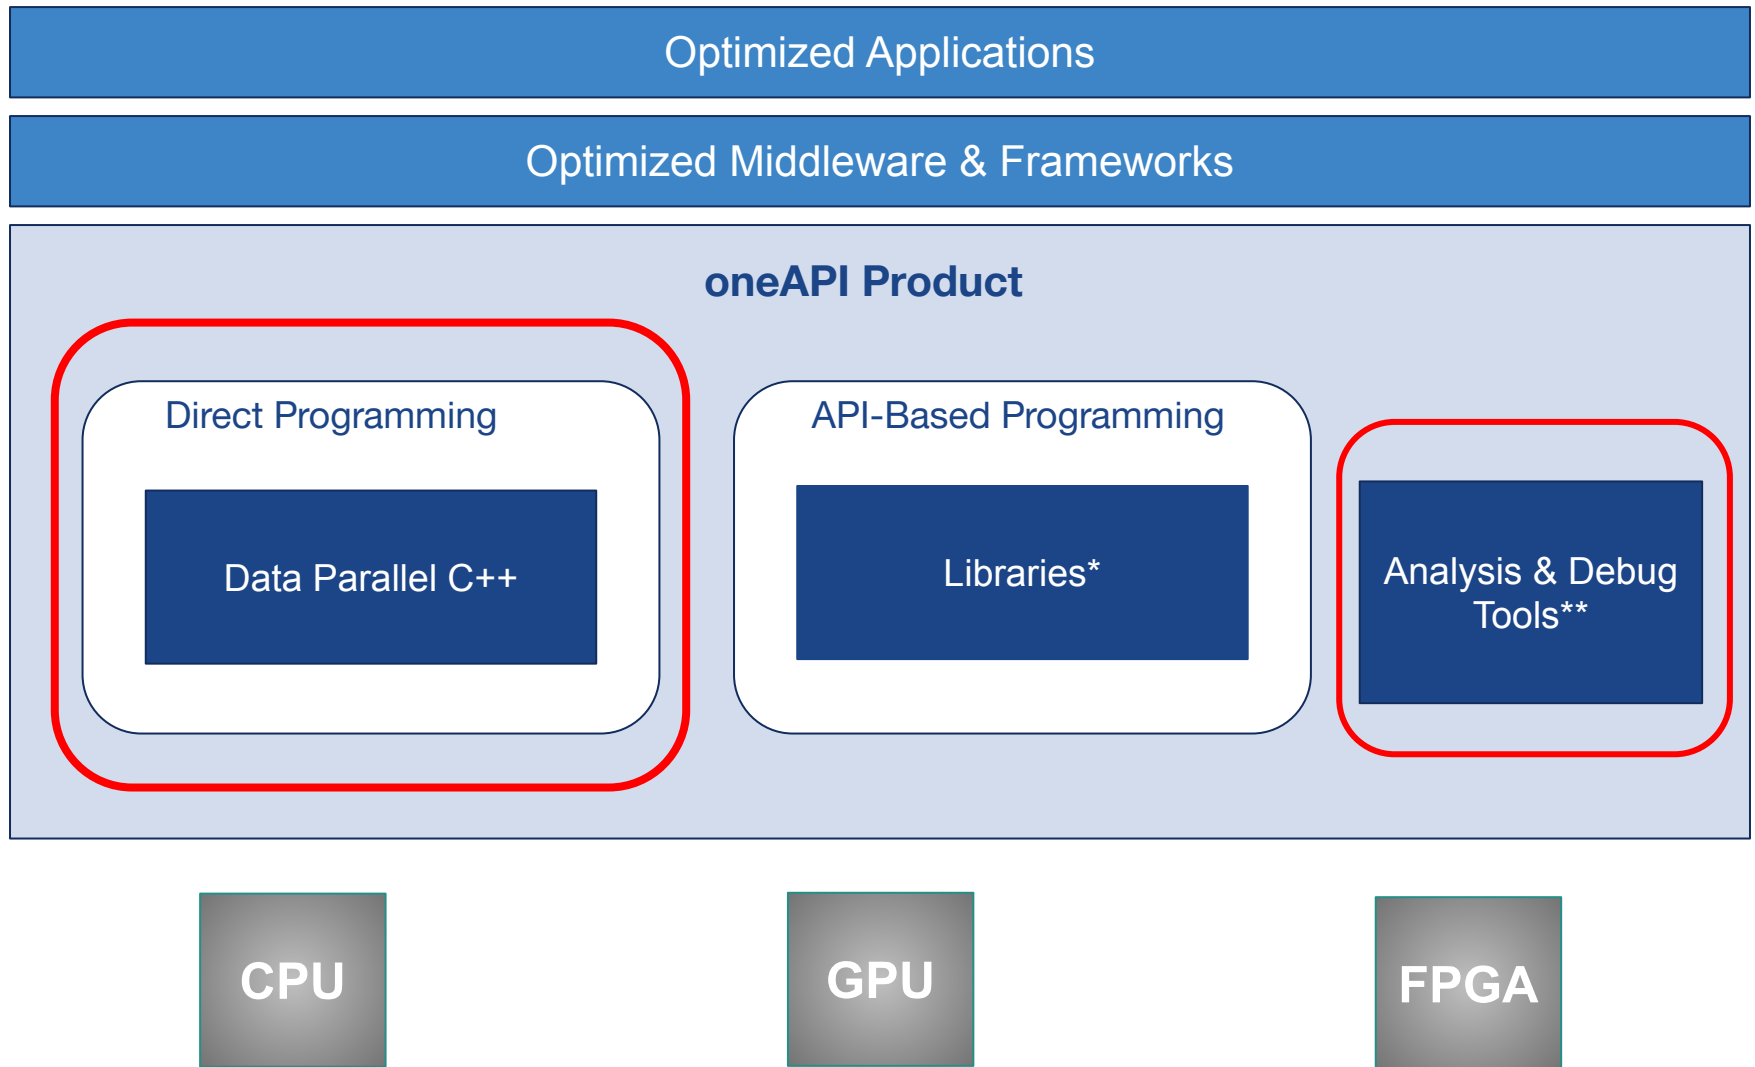 Optimized Applications
Optimized Middleware & Frameworks
oneAPI Product
Direct Programming
Data Parallel C++
API-Based Programming
Libraries*
Analysis & Debug
Tools**
CPU
GPU
FPGA